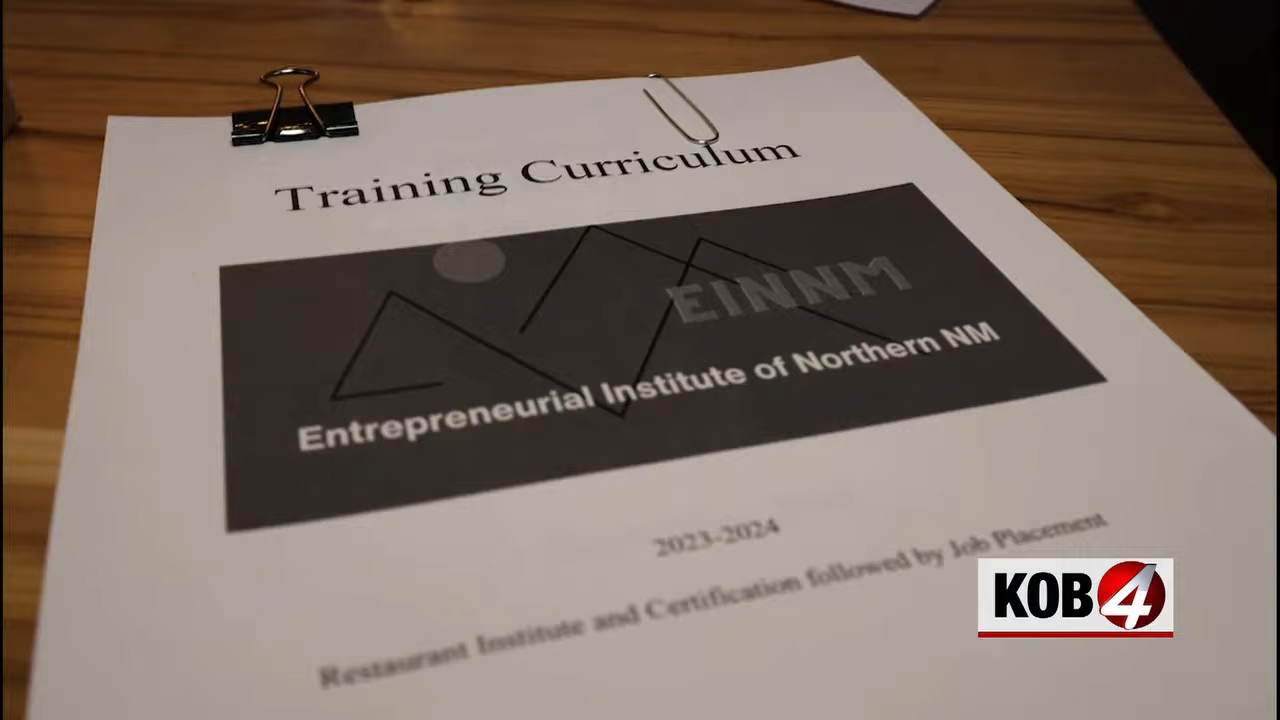 Training Curriculum
EINNM
Entrepreneurial Institute of Northern NM
2023-2024
Restaurant Institute and Certification followed by Job Placement
KOB 4